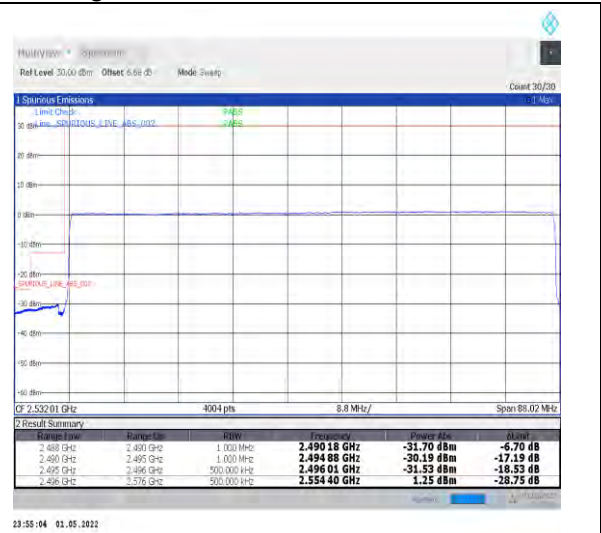 MultiView Spectrum
Ref Level 30.00 dBm Offset 6.68 dB Mode Sweep
Count 30/30
1 Spurious Emissions
Limit Check PASS
30 dBm Line _SPURIOUS_LINE_ABS_002 PASS
20 dBm
10 dBm
0 dBm
-10 dBm
-20 dBm
_SPURIOUS_LINE_ABS_002
-30 dBm
-40 dBm
-50 dBm
-60 dBm
CF 2.53201 GHz 4004 pts 8.8 MHz/ Span 88.02 MHz
2 Result Summary
Range Low Range Up RBW Frequency Power Abs ΔLimit
2.488 GHz 2.490 GHz 1.000 MHz 2.490 18 GHz -31.70 dBm -6.70 dB
2.490 GHz 2.495 GHz 1.000 MHz 2.494 88 GHz -30.19 dBm -17.19 dB
2.495 GHz 2.496 GHz 500.000 kHz 2.496 01 GHz -31.53 dBm -18.53 dB
2.496 GHz 2.576 GHz 500.000 kHz 2.554 40 GHz 1.25 dBm -28.75 dB
23:55:04 01.05.2022